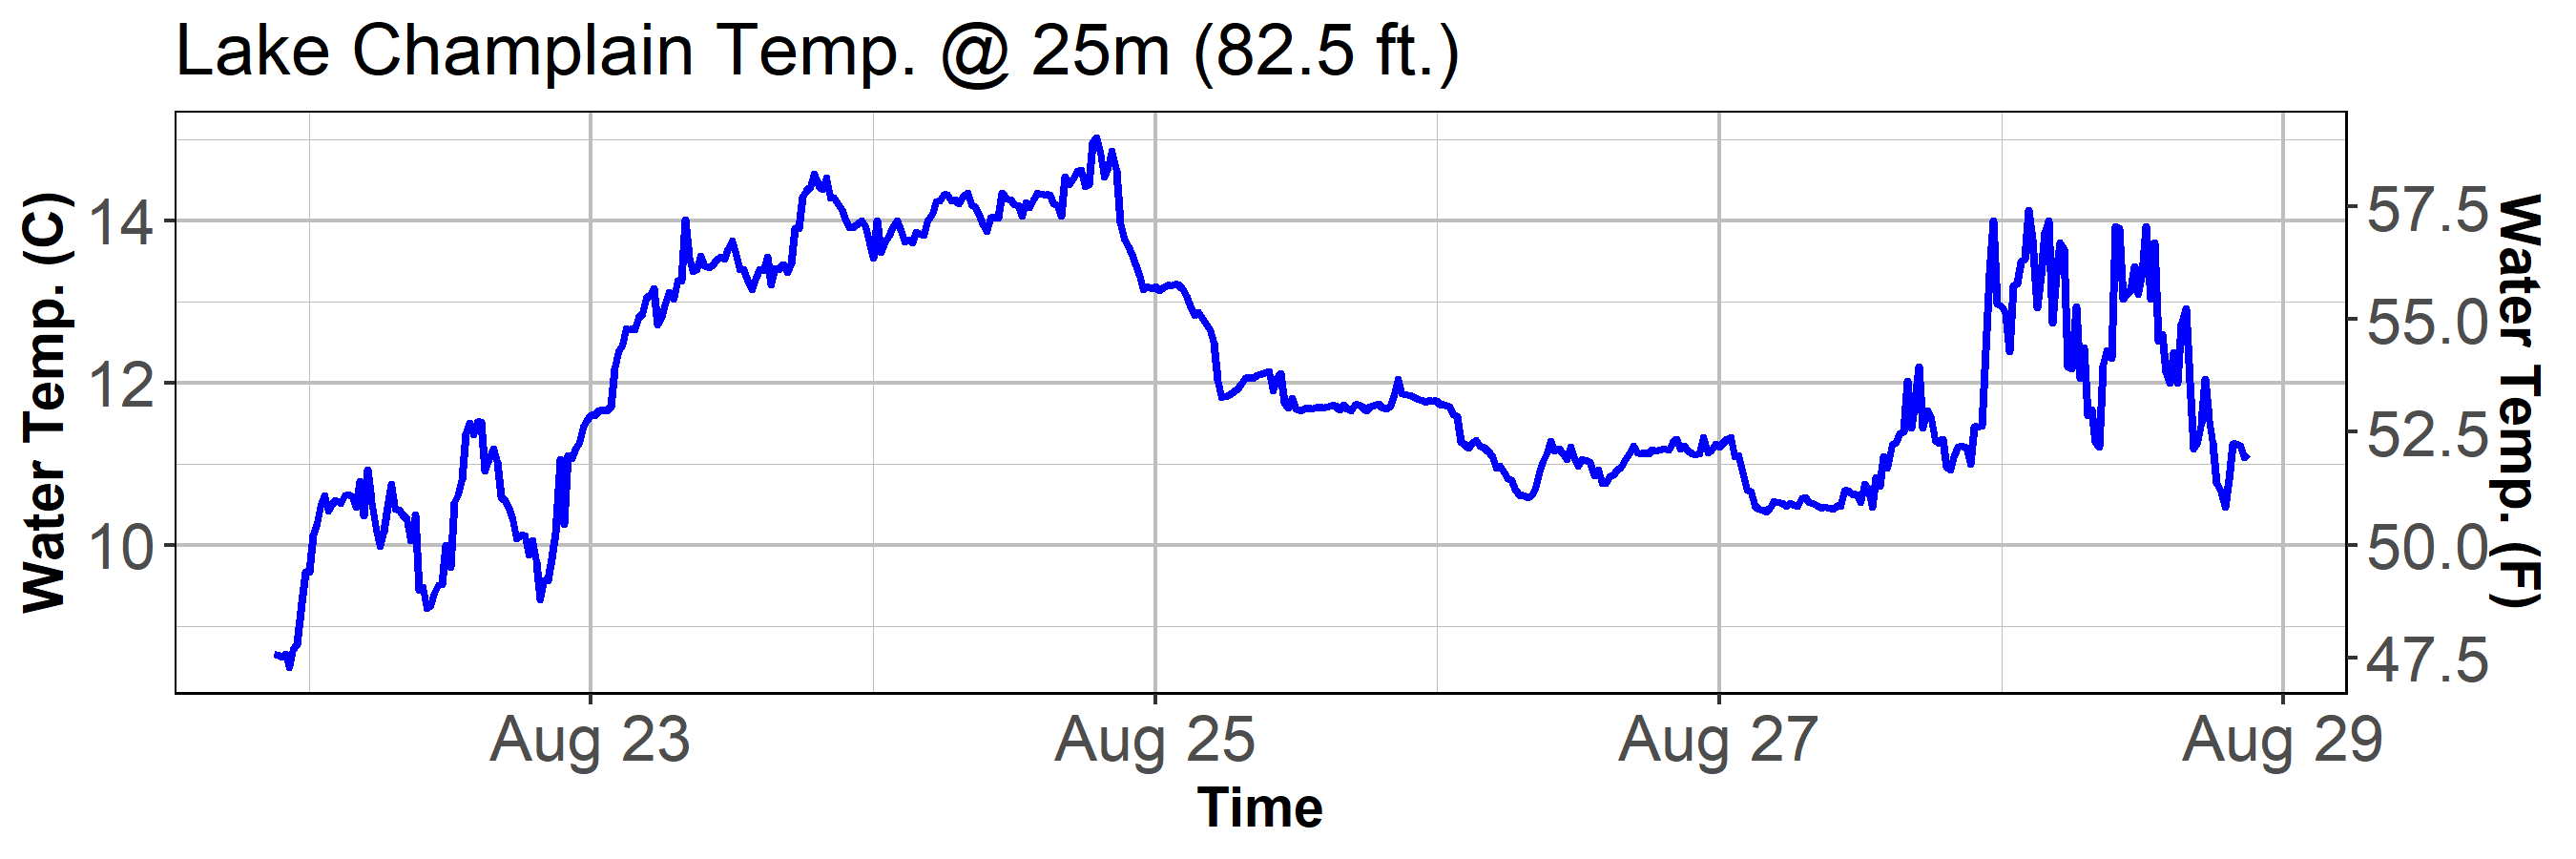 Lake Champlain Temp. @ 25m (82.5 ft.)
Water Temp. (C)
14
12
10
57.5
55.0
52.5
50.0
47.5
Water Temp. (F)
Aug 23
Aug 25
Aug 27
Aug 29
Time